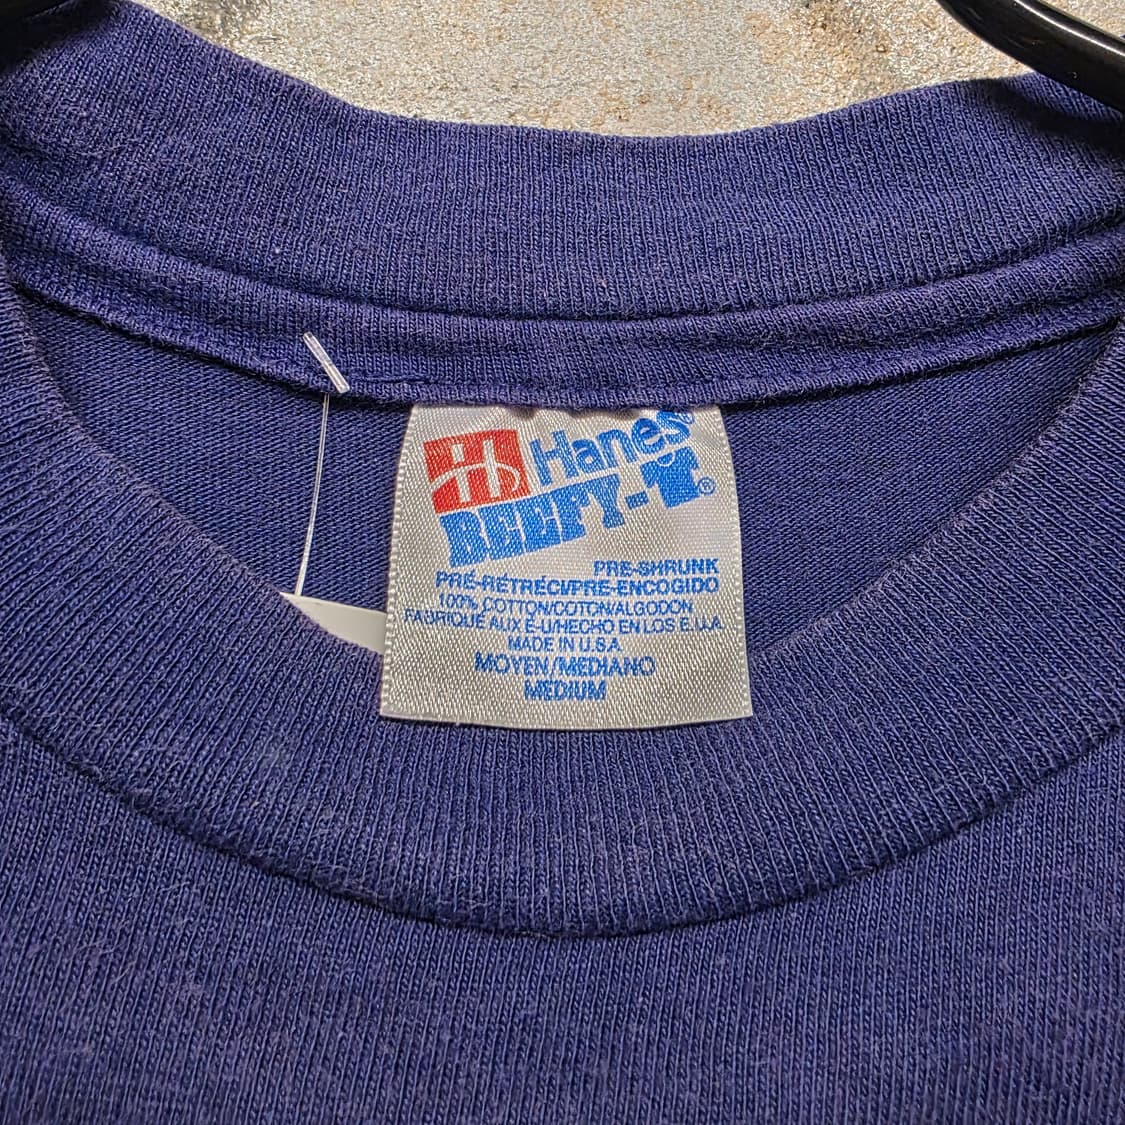 Hanes®
BEEFY-T®
PRE-SHRUNK
PRÉ-RÉTRÉCI/PRE-ENCOGIDO
100% COTTON/COTON/ALGODON
FABRIQUÉ AUX É-U/HECHO EN LOS E.U.A.
MADE IN U.S.A.
MOYEN/MEDIANO
MEDIUM